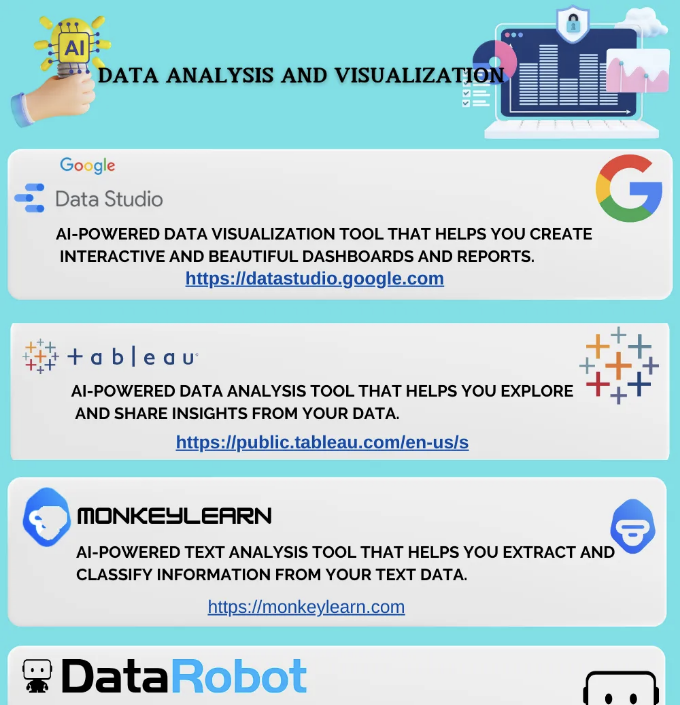 AI
DATA ANALYSIS AND VISUALIZATION
Google
Data Studio
G
AI-POWERED DATA VISUALIZATION TOOL THAT HELPS YOU CREATE
INTERACTIVE AND BEAUTIFUL DASHBOARDS AND REPORTS.
https://datastudio.google.com
+ableau
AI-POWERED DATA ANALYSIS TOOL THAT HELPS YOU EXPLORE
AND SHARE INSIGHTS FROM YOUR DATA.
https://public.tableau.com/en-us/s
MONKEYLEARN
AI-POWERED TEXT ANALYSIS TOOL THAT HELPS YOU EXTRACT AND
CLASSIFY INFORMATION FROM YOUR TEXT DATA.
https://monkeylearn.com
DataRobot